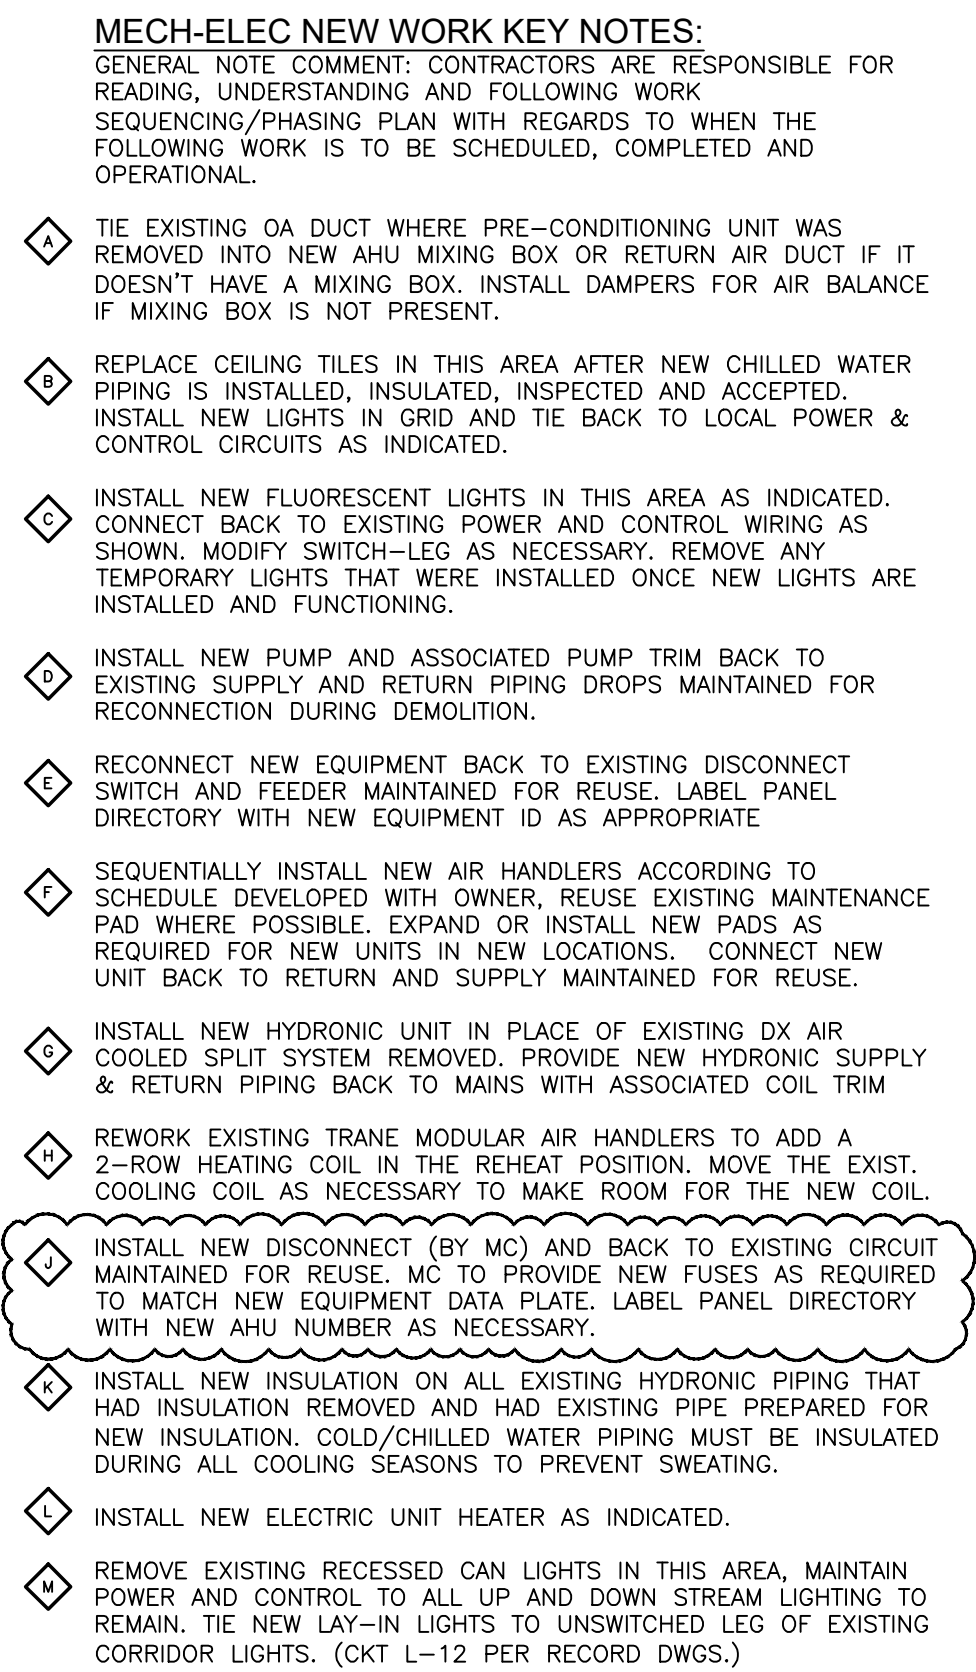 MECH-ELEC NEW WORK KEY NOTES:
GENERAL NOTE COMMENT: CONTRACTORS ARE RESPONSIBLE FOR
READING, UNDERSTANDING AND FOLLOWING WORK
SEQUENCING/PHASING PLAN WITH REGARDS TO WHEN THE
FOLLOWING WORK IS TO BE SCHEDULED, COMPLETED AND
OPERATIONAL.
A TIE EXISTING OA DUCT WHERE PRE-CONDITIONING UNIT WAS
REMOVED INTO NEW AHU MIXING BOX OR RETURN AIR DUCT IF IT
DOESN'T HAVE A MIXING BOX. INSTALL DAMPERS FOR AIR BALANCE
IF MIXING BOX IS NOT PRESENT.
B REPLACE CEILING TILES IN THIS AREA AFTER NEW CHILLED WATER
PIPING IS INSTALLED, INSULATED, INSPECTED AND ACCEPTED.
INSTALL NEW LIGHTS IN GRID AND TIE BACK TO LOCAL POWER &
CONTROL CIRCUITS AS INDICATED.
C INSTALL NEW FLUORESCENT LIGHTS IN THIS AREA AS INDICATED.
CONNECT BACK TO EXISTING POWER AND CONTROL WIRING AS
SHOWN. MODIFY SWITCH-LEG AS NECESSARY. REMOVE ANY
TEMPORARY LIGHTS THAT WERE INSTALLED ONCE NEW LIGHTS ARE
INSTALLED AND FUNCTIONING.
D INSTALL NEW PUMP AND ASSOCIATED PUMP TRIM BACK TO
EXISTING SUPPLY AND RETURN PIPING DROPS MAINTAINED FOR
RECONNECTION DURING DEMOLITION.
E RECONNECT NEW EQUIPMENT BACK TO EXISTING DISCONNECT
SWITCH AND FEEDER MAINTAINED FOR REUSE. LABEL PANEL
DIRECTORY WITH NEW EQUIPMENT ID AS APPROPRIATE
F SEQUENTIALLY INSTALL NEW AIR HANDLERS ACCORDING TO
SCHEDULE DEVELOPED WITH OWNER, REUSE EXISTING MAINTENANCE
PAD WHERE POSSIBLE. EXPAND OR INSTALL NEW PADS AS
REQUIRED FOR NEW UNITS IN NEW LOCATIONS. CONNECT NEW
UNIT BACK TO RETURN AND SUPPLY MAINTAINED FOR REUSE.
G INSTALL NEW HYDRONIC UNIT IN PLACE OF EXISTING DX AIR
COOLED SPLIT SYSTEM REMOVED. PROVIDE NEW HYDRONIC SUPPLY
& RETURN PIPING BACK TO MAINS WITH ASSOCIATED COIL TRIM
H REWORK EXISTING TRANE MODULAR AIR HANDLERS TO ADD A
2-ROW HEATING COIL IN THE REHEAT POSITION. MOVE THE EXIST.
COOLING COIL AS NECESSARY TO MAKE ROOM FOR THE NEW COIL.
J INSTALL NEW DISCONNECT (BY MC) AND BACK TO EXISTING CIRCUIT
MAINTAINED FOR REUSE. MC TO PROVIDE NEW FUSES AS REQUIRED
TO MATCH NEW EQUIPMENT DATA PLATE. LABEL PANEL DIRECTORY
WITH NEW AHU NUMBER AS NECESSARY.
K INSTALL NEW INSULATION ON ALL EXISTING HYDRONIC PIPING THAT
HAD INSULATION REMOVED AND HAD EXISTING PIPE PREPARED FOR
NEW INSULATION. COLD/CHILLED WATER PIPING MUST BE INSULATED
DURING ALL COOLING SEASONS TO PREVENT SWEATING.
L INSTALL NEW ELECTRIC UNIT HEATER AS INDICATED.
M REMOVE EXISTING RECESSED CAN LIGHTS IN THIS AREA, MAINTAIN
POWER AND CONTROL TO ALL UP AND DOWN STREAM LIGHTING TO
REMAIN. TIE NEW LAY-IN LIGHTS TO UNSWITCHED LEG OF EXISTING
CORRIDOR LIGHTS. (CKT L-12 PER RECORD DWGS.)